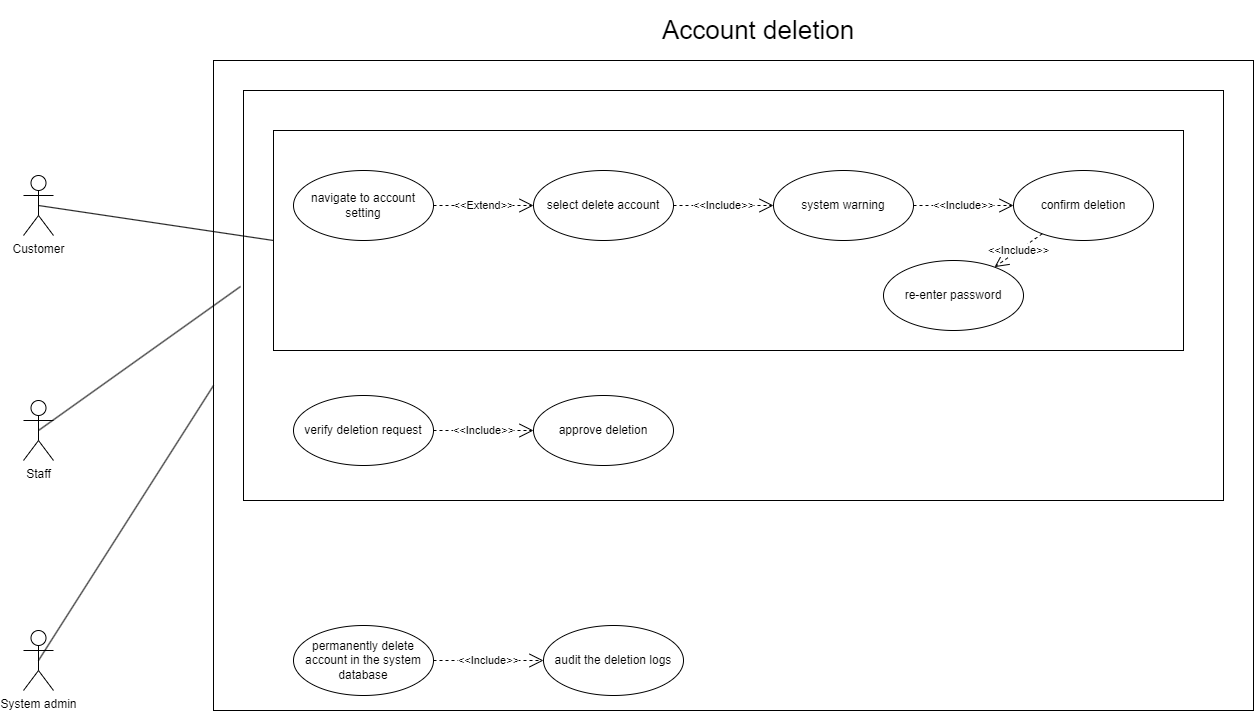 Account deletion
navigate to account
setting
<<Extend>>
select delete account
<<Include>>
system warning
<<Include>>
confirm deletion
Customer
<<Include>>
re-enter password
verify deletion request
<<Include>>
approve deletion
Staff
permanently delete
account in the system
database
<<Include>>
audit the deletion logs
System admin